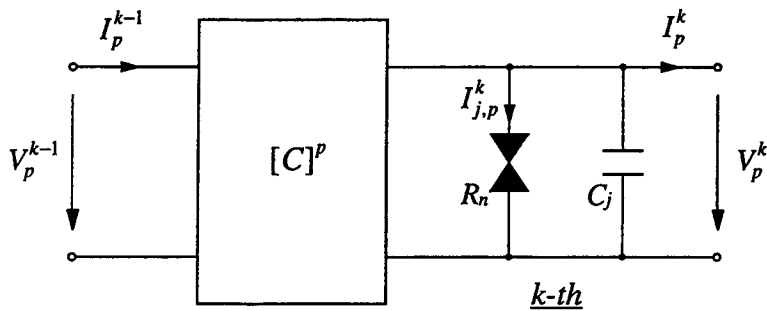 I_p^{k-1}
I_p^k
I_{j,p}^k
V_p^{k-1}
[C]^p
R_n
C_j
V_p^k
k-th